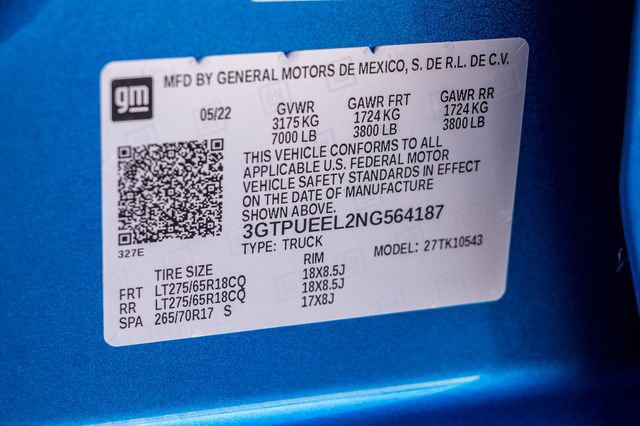 gm
MFD BY GENERAL MOTORS DE MEXICO, S. DE R.L. DE C.V.
05/22
GVWR GAWR FRT GAWR RR
3175 KG 1724 KG 1724 KG
7000 LB 3800 LB 3800 LB
THIS VEHICLE CONFORMS TO ALL
APPLICABLE U.S. FEDERAL MOTOR
VEHICLE SAFETY STANDARDS IN EFFECT
ON THE DATE OF MANUFACTURE
SHOWN ABOVE.
3GTPUEEL2NG564187
327E
TYPE: TRUCK MODEL: 27TK10543
TIRE SIZE RIM
FRT LT275/65R18CQ 18X8.5J
RR LT275/65R18CQ 18X8.5J
SPA 265/70R17 S 17X8J